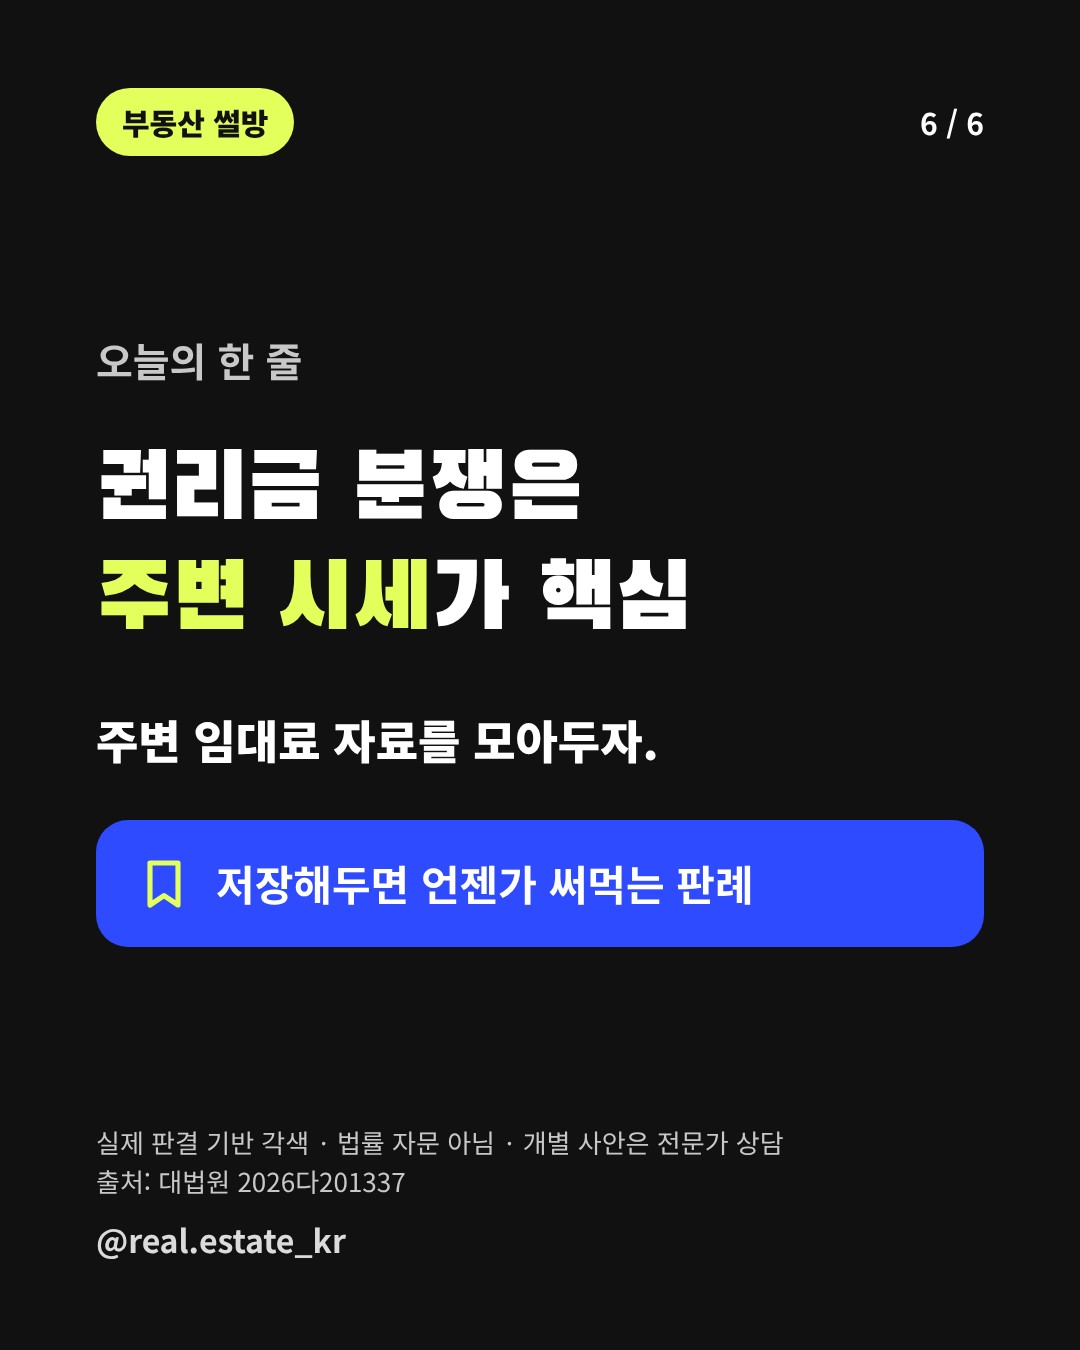 부동산 썰방
6 / 6
오늘의 한 줄
권리금 분쟁은
주변 시세가 핵심
주변 임대료 자료를 모아두자.
저장해두면 언젠가 써먹는 판례
실제 판결 기반 각색 · 법률 자문 아님 · 개별 사안은 전문가 상담
출처: 대법원 2026다201337
@real.estate_kr